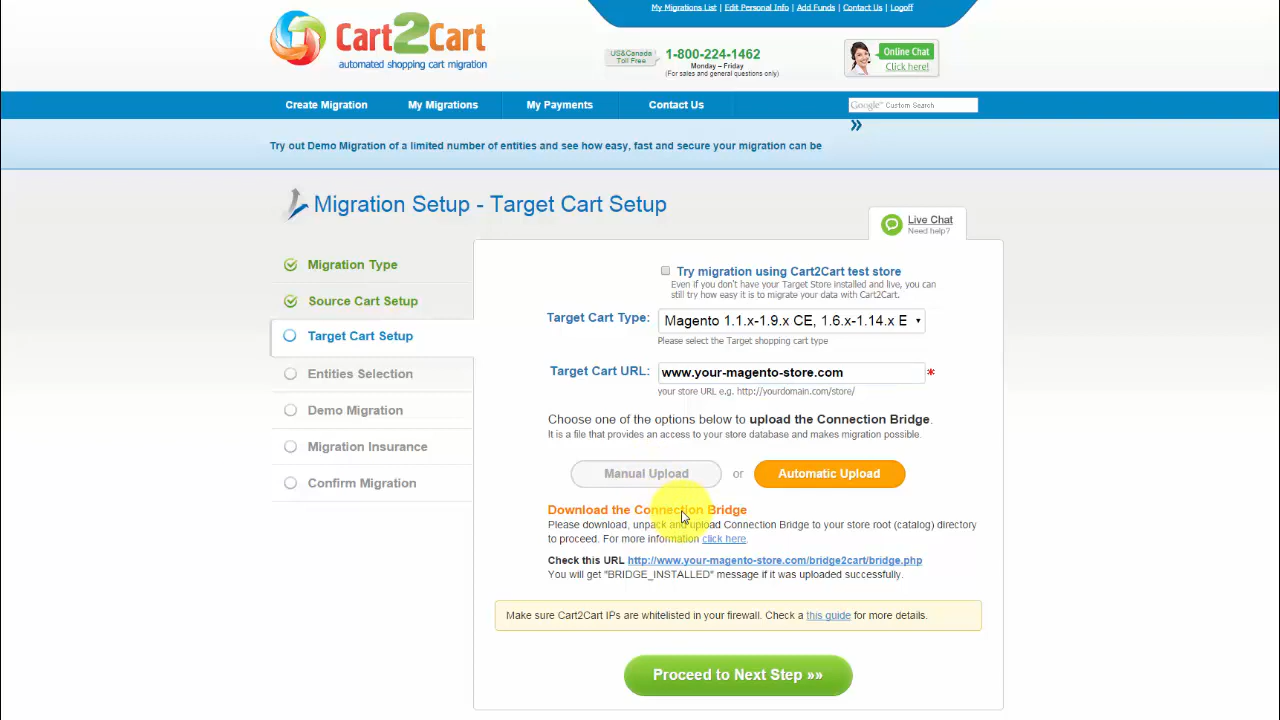 My Migrations List | Edit Personal Info | Add Funds | Contact Us | Logoff
Cart2Cart
automated shopping cart migration
US&Canada
Toll Free
1-800-224-1462
Monday – Friday
(For sales and general questions only)
Online Chat
Click here!
Create Migration
My Migrations
My Payments
Contact Us
Google™ Custom Search
»
Try out Demo Migration of a limited number of entities and see how easy, fast and secure your migration can be
Migration Setup - Target Cart Setup
Live Chat
Need help?
Migration Type
Source Cart Setup
Target Cart Setup
Entities Selection
Demo Migration
Migration Insurance
Confirm Migration
Try migration using Cart2Cart test store
Even if you don't have your Target Store installed and live, you can
still try how easy it is to migrate your data with Cart2Cart.
Target Cart Type: Magento 1.1.x-1.9.x CE, 1.6.x-1.14.x E
Please select the Target shopping cart type
Target Cart URL: www.your-magento-store.com *
your store URL e.g. http://yourdomain.com/store/
Choose one of the options below to upload the Connection Bridge.
It is a file that provides an access to your store database and makes migration possible.
Manual Upload or Automatic Upload
Download the Connection Bridge
Please download, unpack and upload Connection Bridge to your store root (catalog) directory
to proceed. For more information click here.
Check this URL http://www.your-magento-store.com/bridge2cart/bridge.php
You will get "BRIDGE_INSTALLED" message if it was uploaded successfully.
Make sure Cart2Cart IPs are whitelisted in your firewall. Check a this guide for more details.
Proceed to Next Step »»